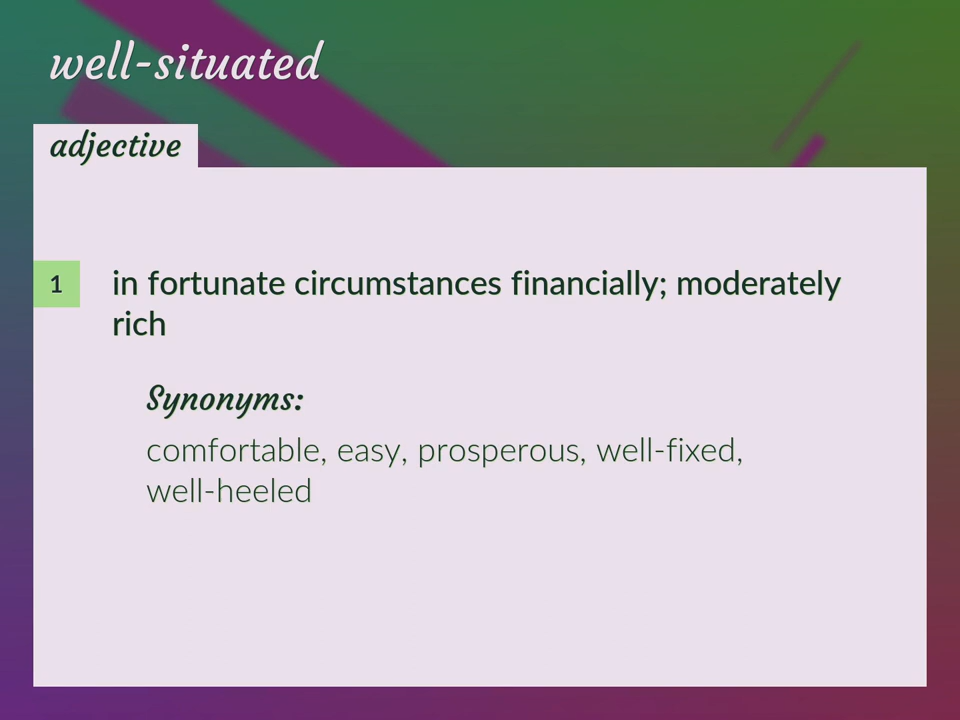 well-situated
adjective
1
in fortunate circumstances financially; moderately
rich
Synonyms:
comfortable, easy, prosperous, well-fixed,
well-heeled